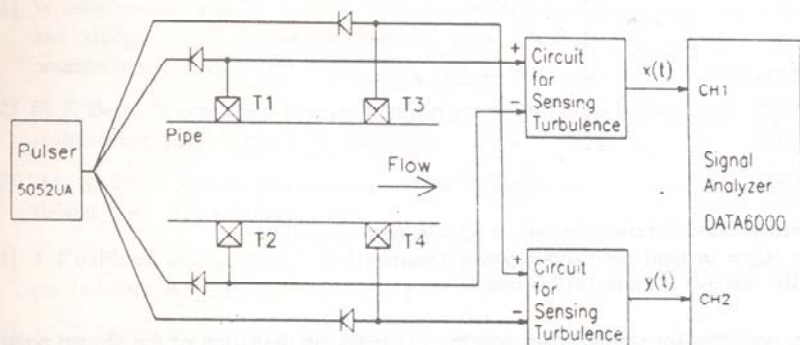 Pulser
5052UA
T1
T3
Pipe
Flow
T2
T4
+
Circuit
for
Sensing
Turbulence
-
x(t)
Circuit
for
Sensing
Turbulence
-
y(t)
CH1
Signal
Analyzer
DATA6000
CH2